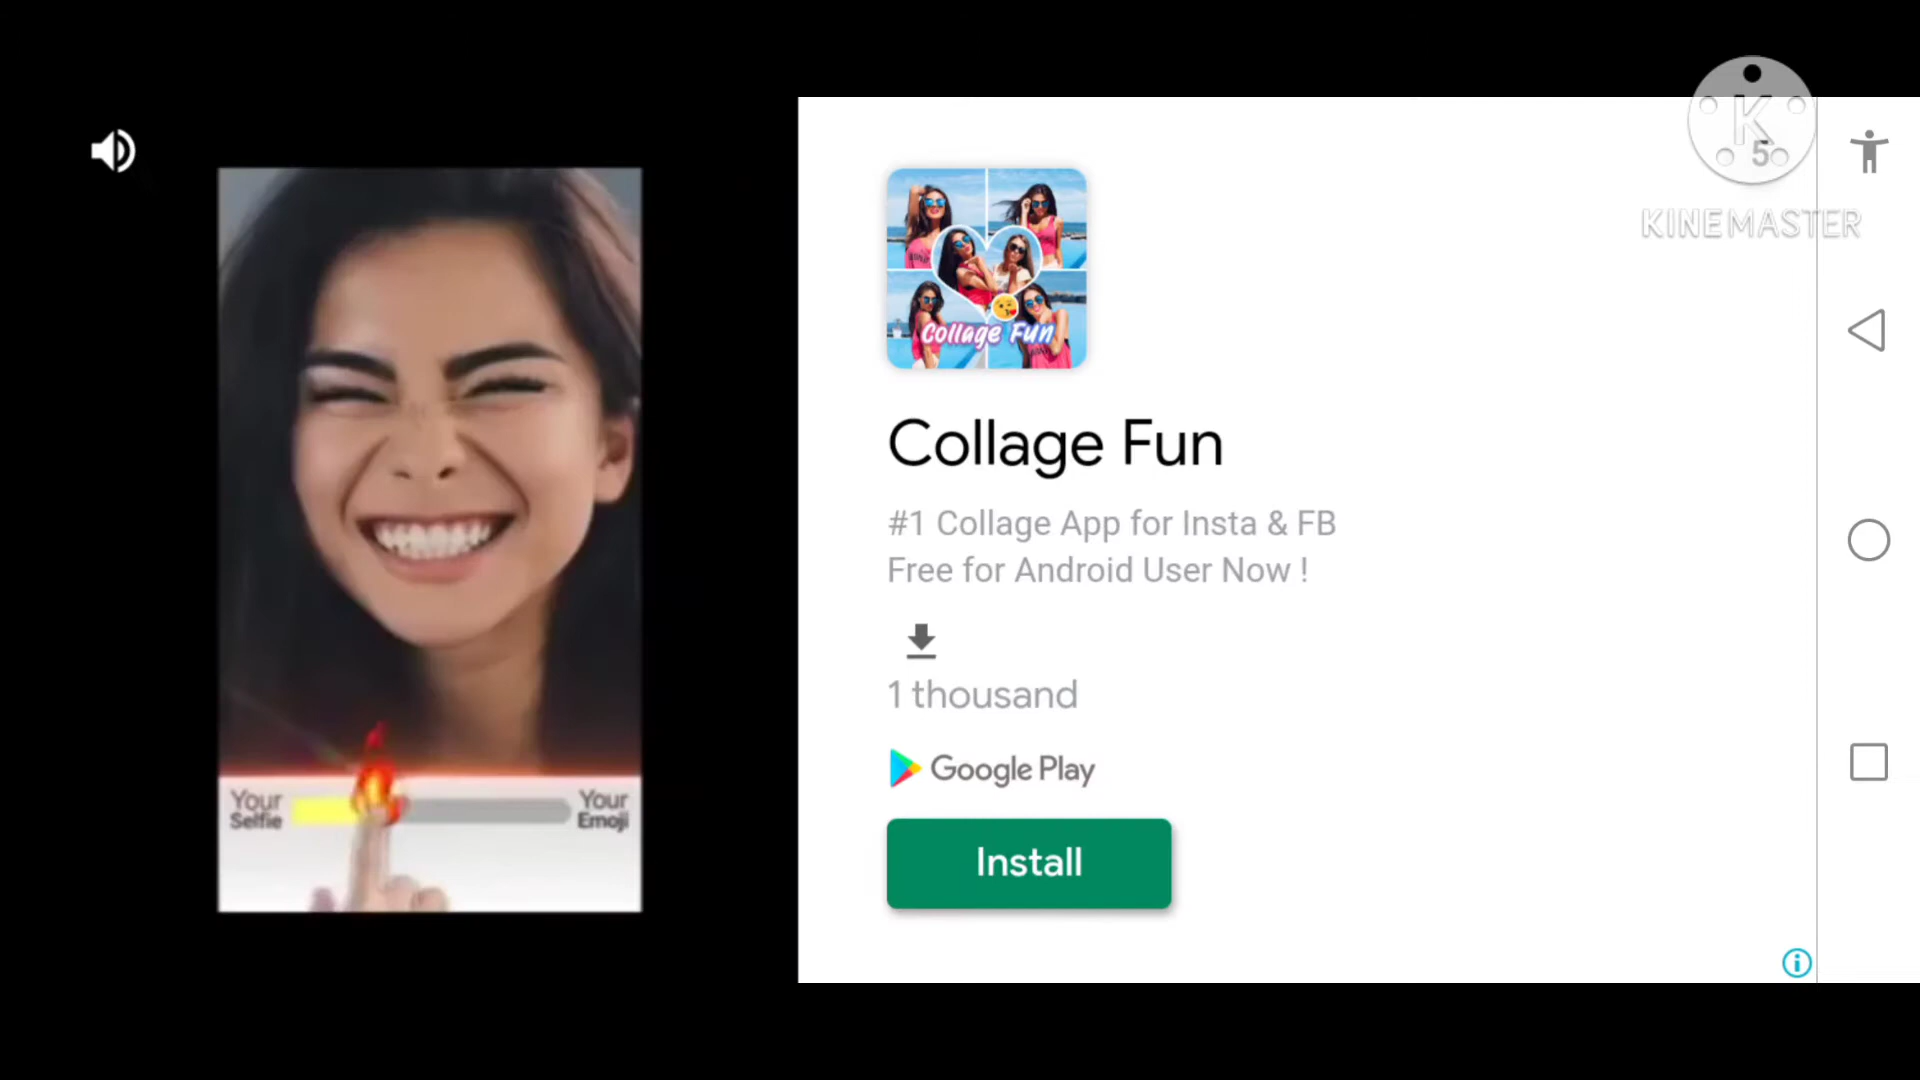 K
5
KINEMASTER
Collage Fun
Collage Fun
#1 Collage App for Insta & FB
Free for Android User Now !
1 thousand
Google Play
Install
Your
Selfie
Your
Emoji